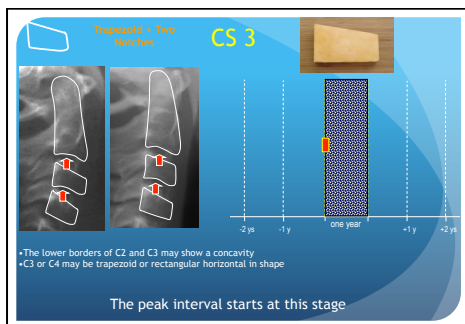 Trapezoid + Two
Notches
CS 3
-2 ys
-1 y
one year
+1 y
+2 ys
•The lower borders of C2 and C3 may show a concavity
•C3 or C4 may be trapezoid or rectangular horizontal in shape
The peak interval starts at this stage